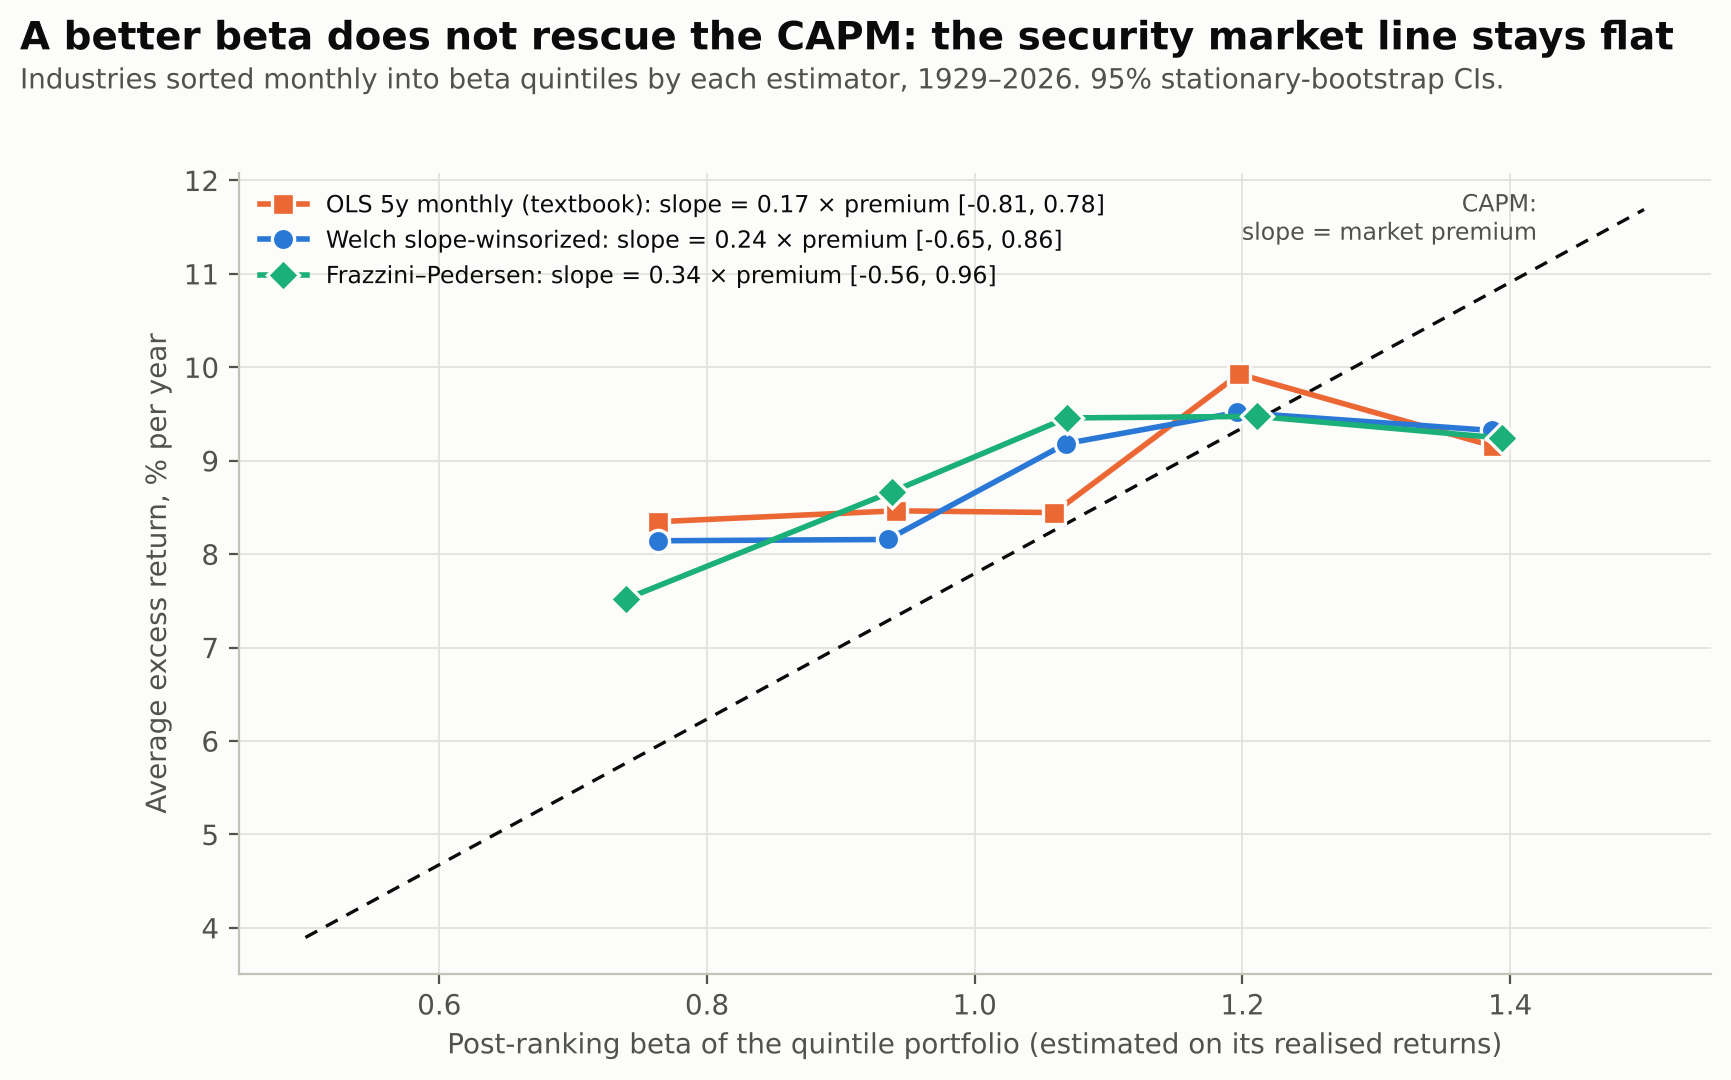 A better beta does not rescue the CAPM: the security market line stays flat
Industries sorted monthly into beta quintiles by each estimator, 1929–2026. 95% stationary-bootstrap CIs.
OLS 5y monthly (textbook): slope = 0.17 × premium [-0.81, 0.78]
Welch slope-winsorized: slope = 0.24 × premium [-0.65, 0.86]
Frazzini–Pedersen: slope = 0.34 × premium [-0.56, 0.96]
CAPM:
slope = market premium
Average excess return, % per year
12
11
10
9
8
7
6
5
4
0.6
0.8
1.0
1.2
1.4
Post-ranking beta of the quintile portfolio (estimated on its realised returns)